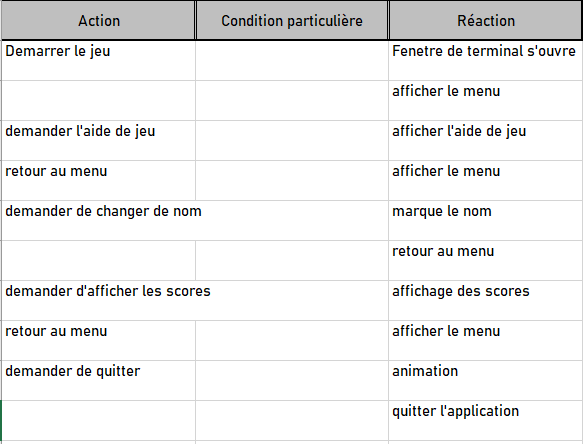 Action Condition particulière Réaction
Demarrer le jeu Fenetre de terminal s'ouvre
afficher le menu
demander l'aide de jeu afficher l'aide de jeu
retour au menu afficher le menu
demander de changer de nom marque le nom
retour au menu
demander d'afficher les scores affichage des scores
retour au menu afficher le menu
demander de quitter animation
quitter l'application